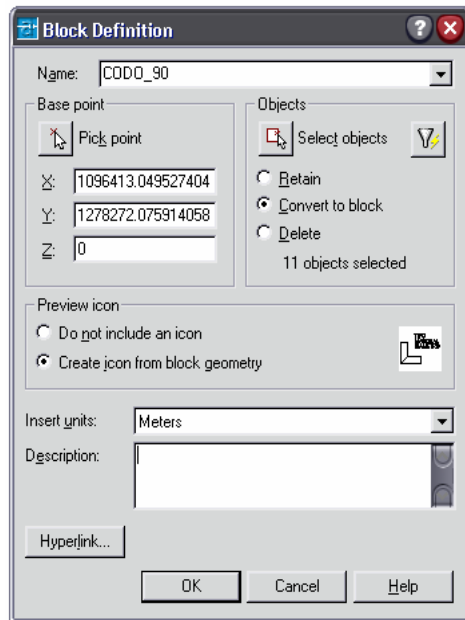 Block Definition
Name: CODO_90
Base point
Pick point
X: 1096413.049527404
Y: 1278272.075914058
Z: 0
Objects
Select objects
Retain
Convert to block
Delete
11 objects selected
Preview icon
Do not include an icon
Create icon from block geometry
Insert units: Meters
Description:
Hyperlink...
OK Cancel Help